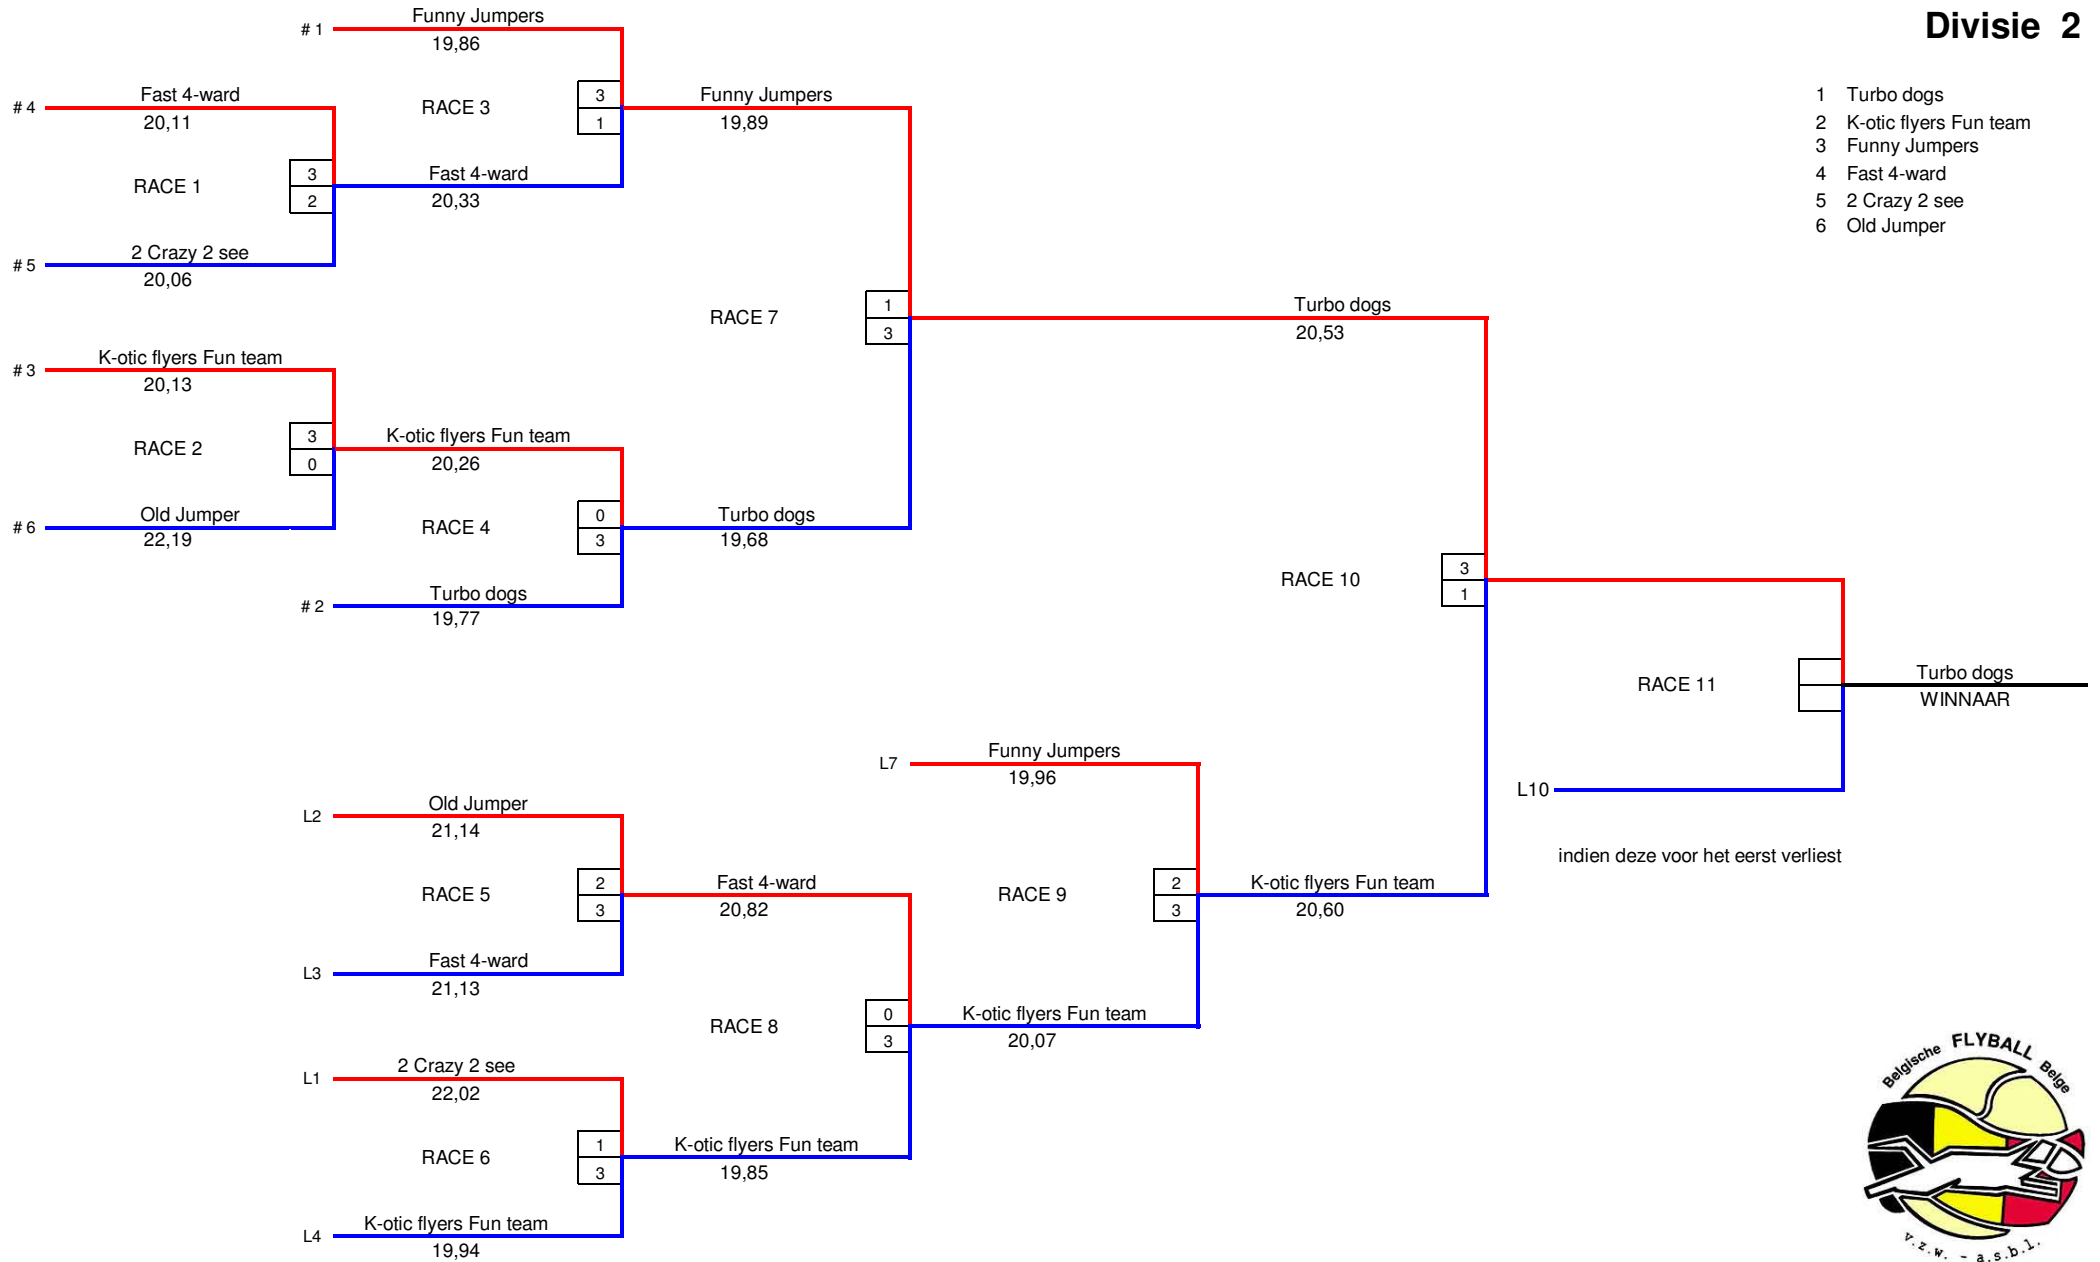 Divisie 2
1 Turbo dogs
2 K-otic flyers Fun team
3 Funny Jumpers
4 Fast 4-ward
5 2 Crazy 2 see
6 Old Jumper
# 1
Funny Jumpers
19,86
# 4
Fast 4-ward
20,11
RACE 3
3
1
Funny Jumpers
19,89
RACE 1
3
2
Fast 4-ward
20,33
# 5
2 Crazy 2 see
20,06
RACE 7
1
3
Turbo dogs
20,53
# 3
K-otic flyers Fun team
20,13
RACE 2
3
0
K-otic flyers Fun team
20,26
# 6
Old Jumper
22,19
RACE 4
0
3
Turbo dogs
19,68
# 2
Turbo dogs
19,77
RACE 10
3
1
RACE 11
Turbo dogs
WINNAAR
L7
Funny Jumpers
19,96
L10
indien deze voor het eerst verliest
L2
Old Jumper
21,14
RACE 5
2
3
Fast 4-ward
20,82
RACE 9
2
3
K-otic flyers Fun team
20,60
L3
Fast 4-ward
21,13
RACE 8
0
3
K-otic flyers Fun team
20,07
L1
2 Crazy 2 see
22,02
RACE 6
1
3
K-otic flyers Fun team
19,85
L4
K-otic flyers Fun team
19,94
Belgische FLYBALL Belge
v.z.w. - a.s.b.l.